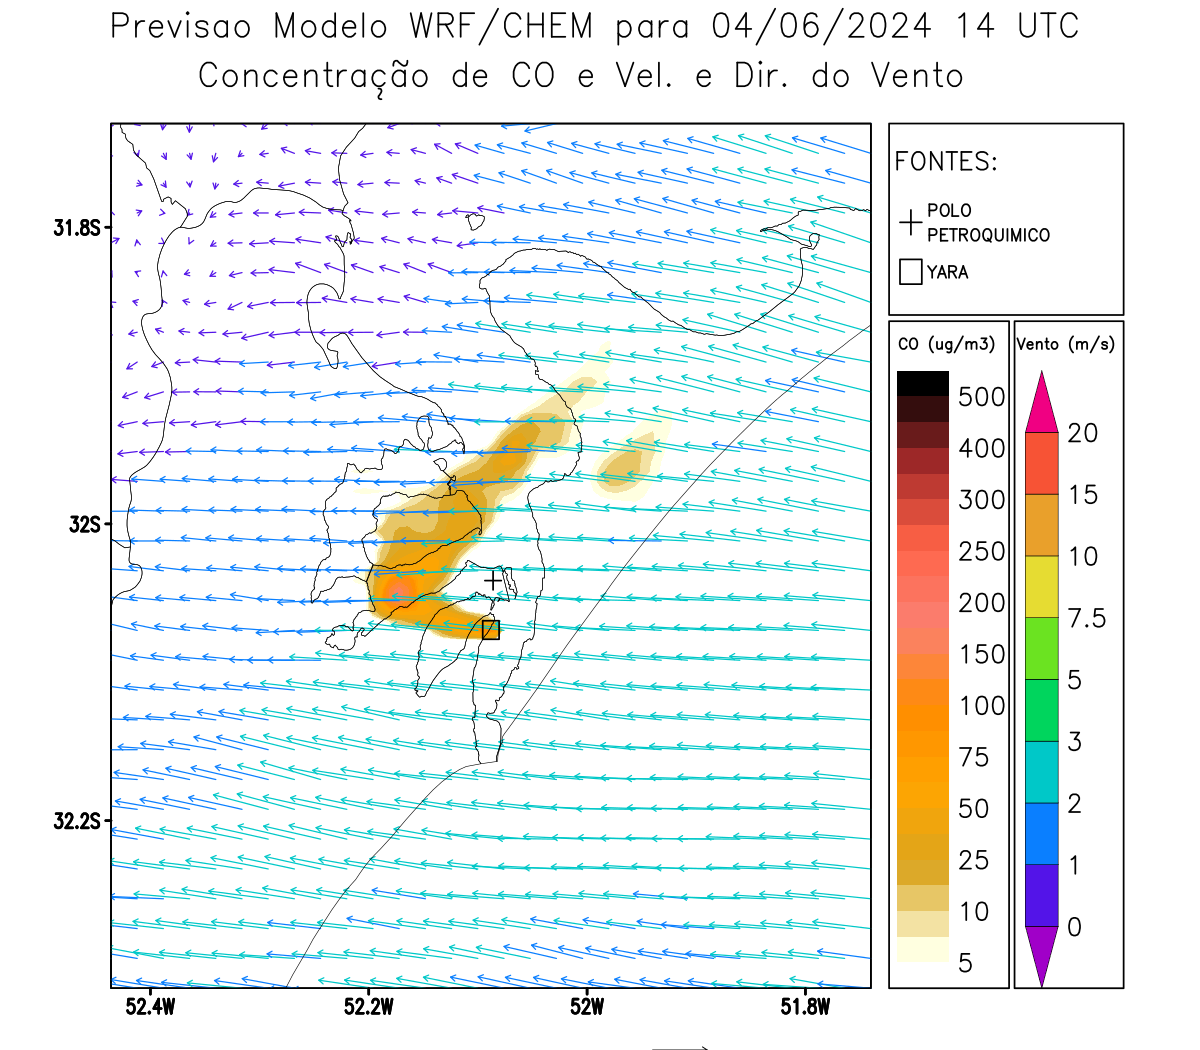 Previsao Modelo WRF/CHEM para 04/06/2024 14 UTC
Concentração de CO e Vel. e Dir. do Vento
FONTES:
POLO
PETROQUIMICO
YARA
CO (ug/m3)
500
400
300
250
200
150
100
75
50
25
10
5
Vento (m/s)
20
15
10
7.5
5
3
2
1
0
31.8S
32S
32.2S
52.4W
52.2W
52W
51.8W